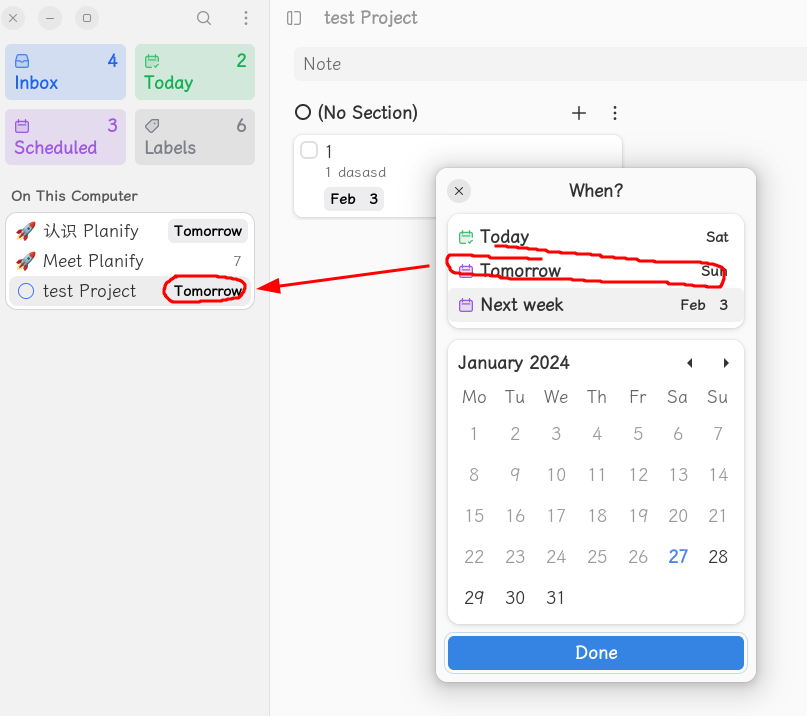 test Project
Inbox 4
Today 2
Scheduled 3
Labels 6
On This Computer
认识 Planify Tomorrow
Meet Planify 7
test Project Tomorrow
Note
(No Section)
1
1 dasasd
Feb 3
When?
Today Sat
Tomorrow Sun
Next week Feb 3
January 2024
Mo Tu We Th Fr Sa Su
1 2 3 4 5 6 7
8 9 10 11 12 13 14
15 16 17 18 19 20 21
22 23 24 25 26 27 28
29 30 31
Done